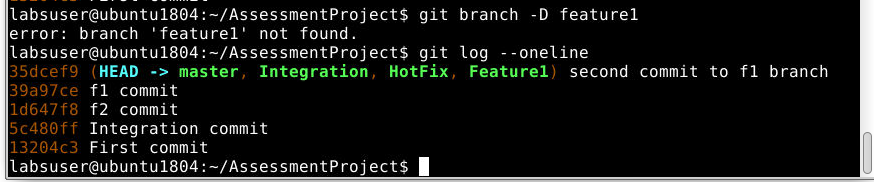 labsuser@ubuntu1804:~/AssessmentProject$ git branch -D feature1
error: branch 'feature1' not found.
labsuser@ubuntu1804:~/AssessmentProject$ git log --oneline
35dcef9 (HEAD -> master, Integration, HotFix, Feature1) second commit to f1 branch
39a97ce f1 commit
1d647f8 f2 commit
5c480ff Integration commit
13204c3 First commit
labsuser@ubuntu1804:~/AssessmentProject$